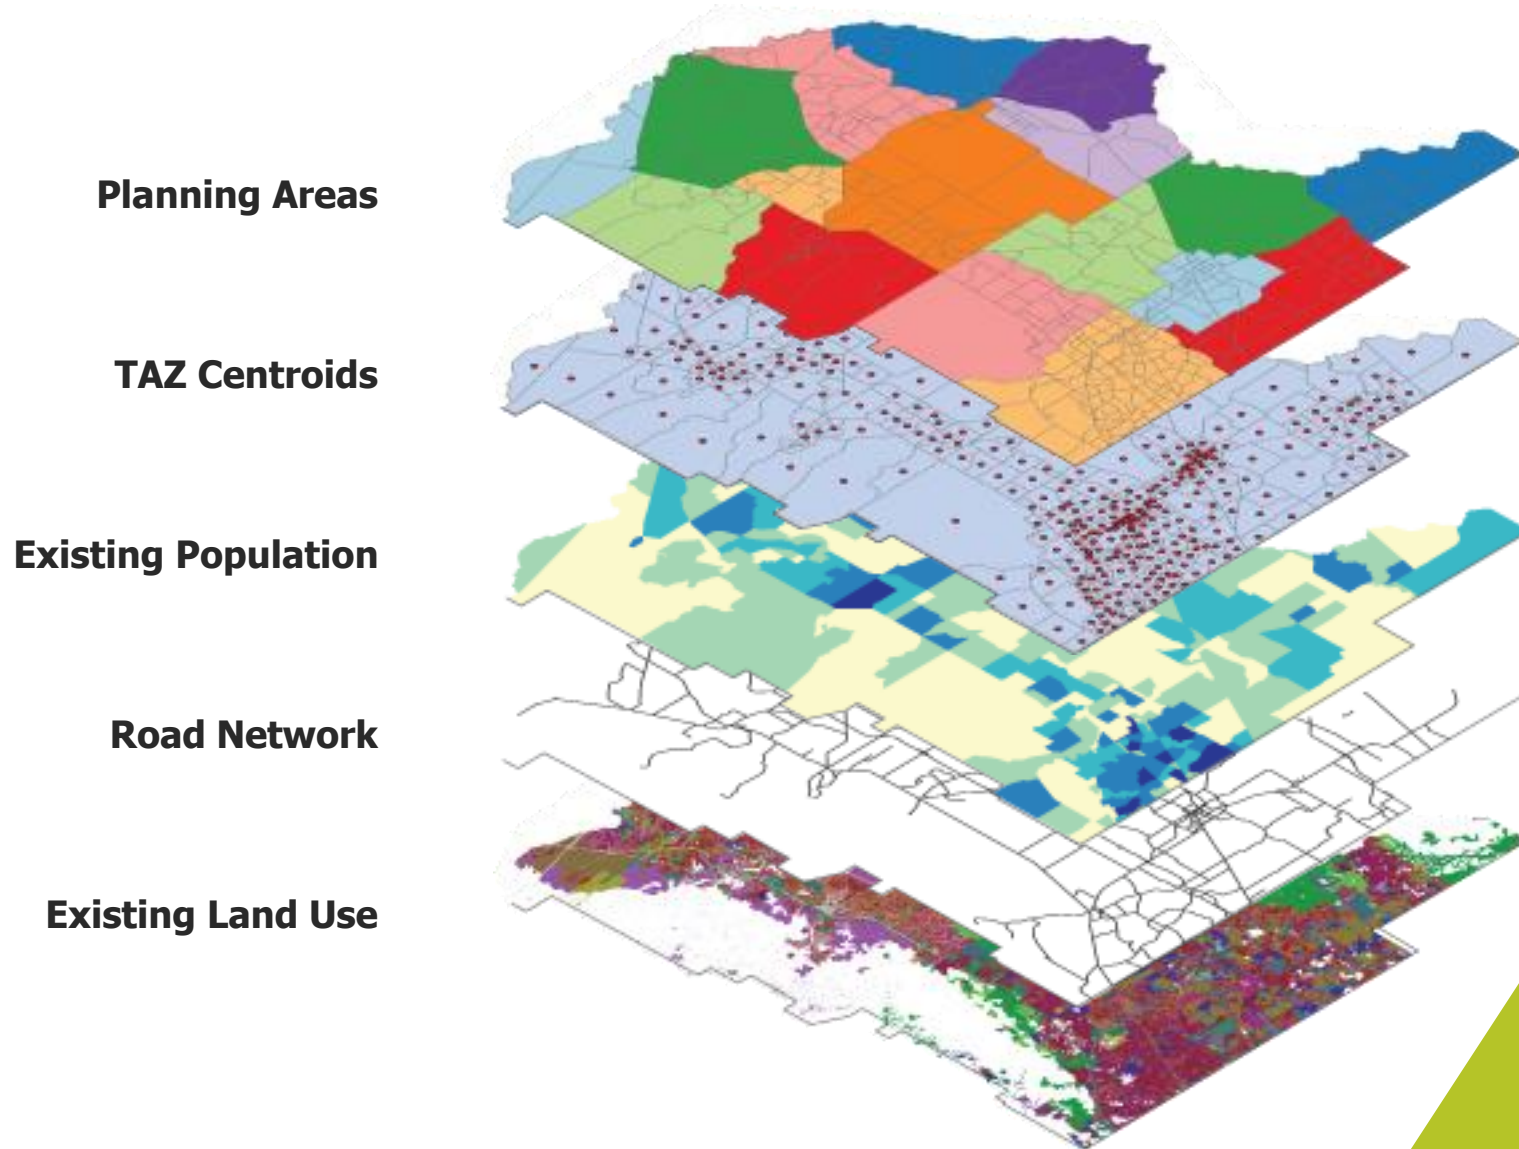 Planning Areas
TAZ Centroids
Existing Population
Road Network
Existing Land Use